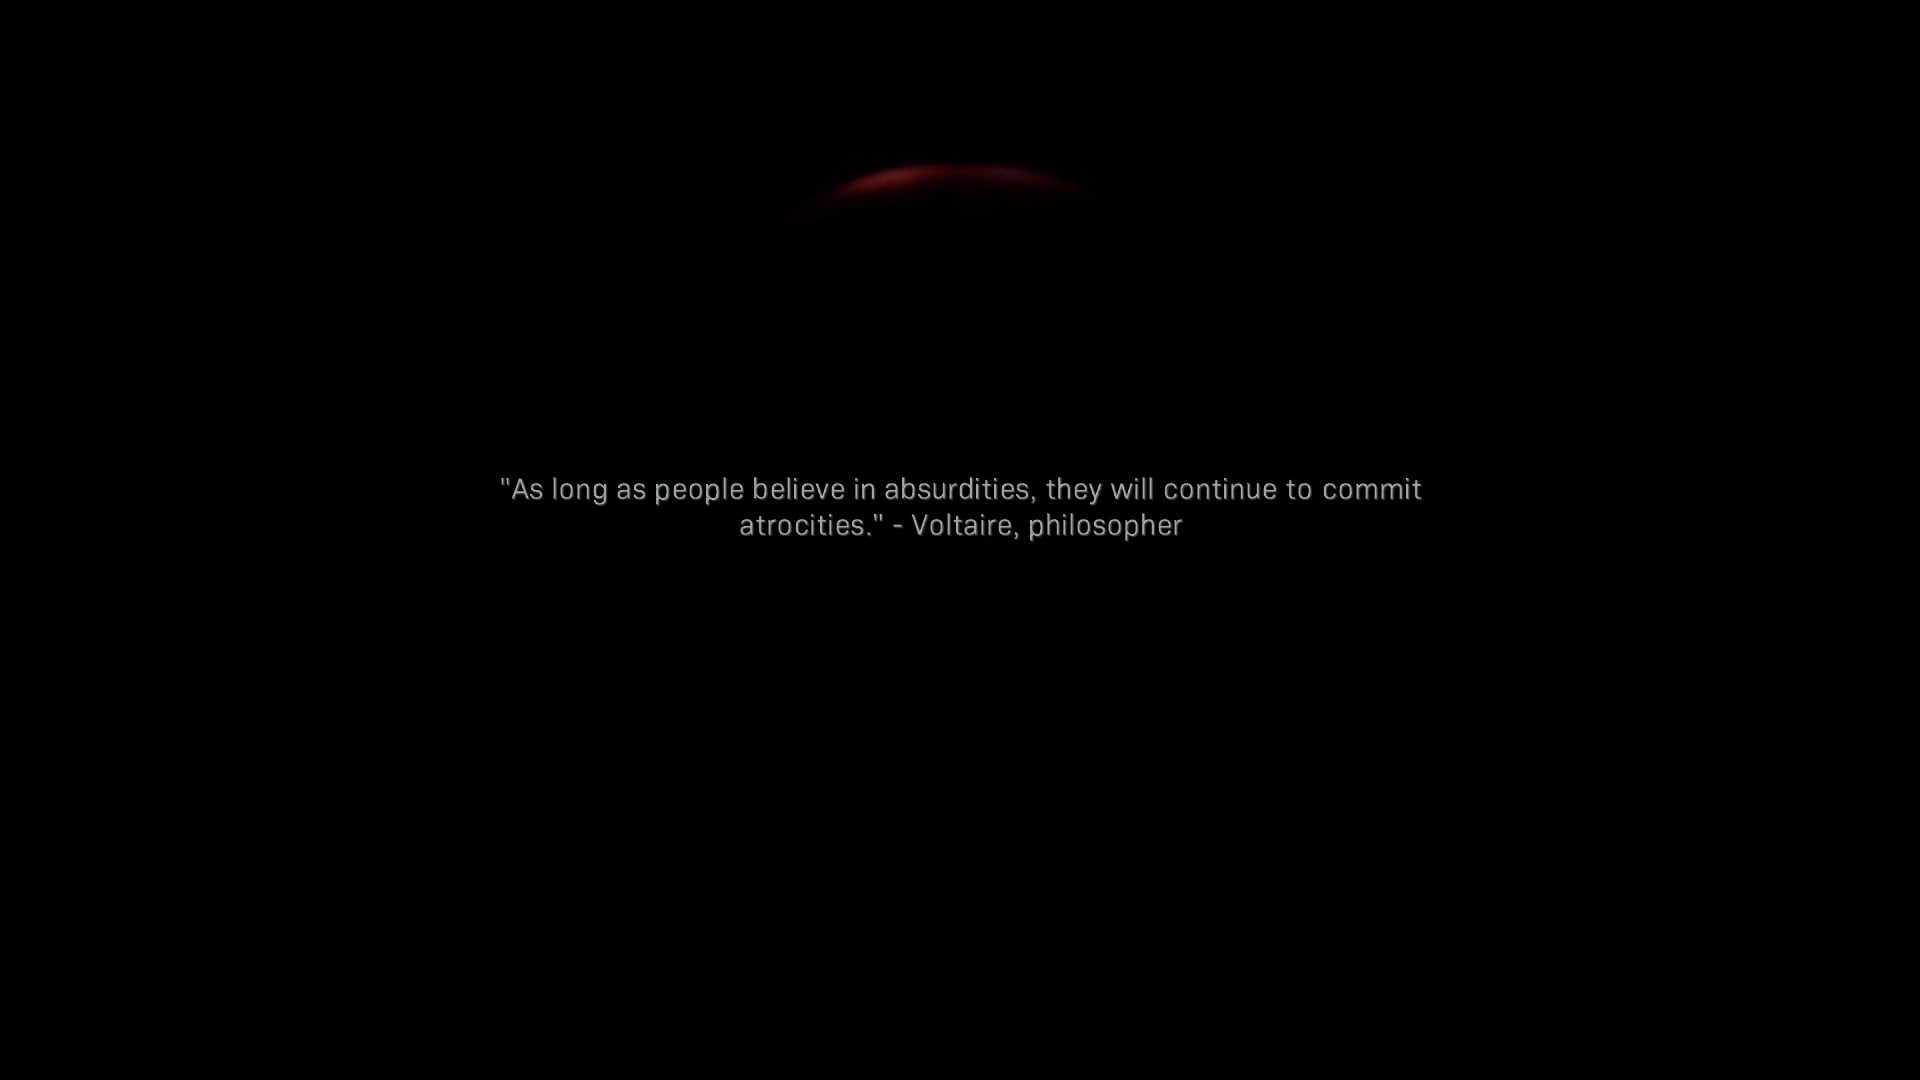 "As long as people believe in absurdities, they will continue to commit
atrocities." - Voltaire, philosopher